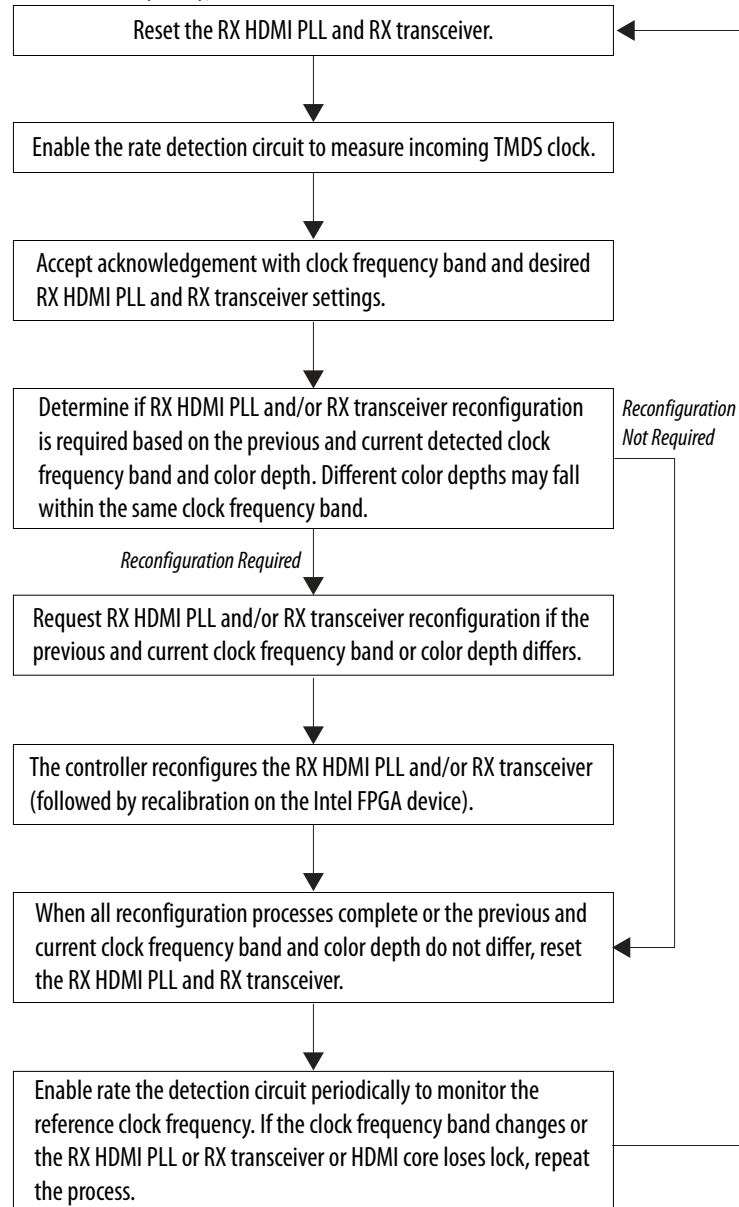 Reset the RX HDMI PLL and RX transceiver.
Enable the rate detection circuit to measure incoming TMDS clock.
Accept acknowledgement with clock frequency band and desired
RX HDMI PLL and RX transceiver settings.
Determine if RX HDMI PLL and/or RX transceiver reconfiguration
is required based on the previous and current detected clock
frequency band and color depth. Different color depths may fall
within the same clock frequency band.
Reconfiguration
Not Required
Reconfiguration Required
Request RX HDMI PLL and/or RX transceiver reconfiguration if the
previous and current clock frequency band or color depth differs.
The controller reconfigures the RX HDMI PLL and/or RX transceiver
(followed by recalibration on the Intel FPGA device).
When all reconfiguration processes complete or the previous and
current clock frequency band and color depth do not differ, reset
the RX HDMI PLL and RX transceiver.
Enable rate the detection circuit periodically to monitor the
reference clock frequency. If the clock frequency band changes or
the RX HDMI PLL or RX transceiver or HDMI core loses lock, repeat
the process.